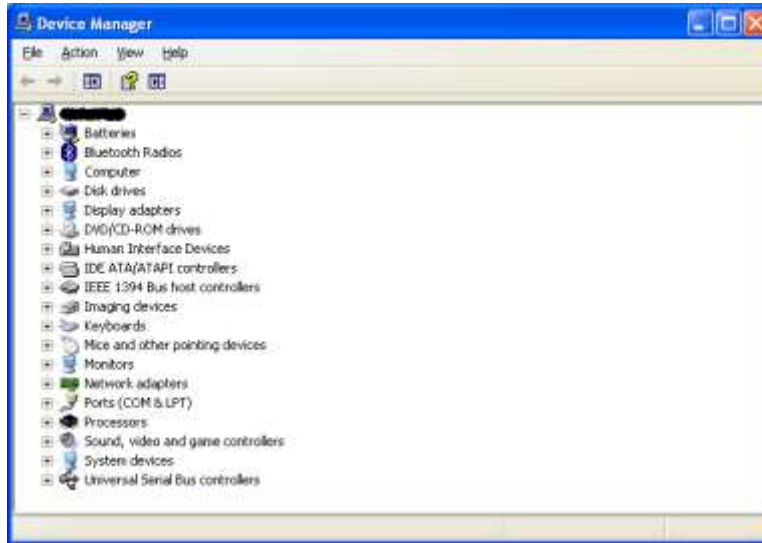 Device Manager
File Action View Help
Batteries
Bluetooth Radios
Computer
Disk drives
Display adapters
DVD/CD-ROM drives
Human Interface Devices
IDE ATA/ATAPI controllers
IEEE 1394 Bus host controllers
Imaging devices
Keyboards
Mice and other pointing devices
Monitors
Network adapters
Ports (COM & LPT)
Processors
Sound, video and game controllers
System devices
Universal Serial Bus controllers